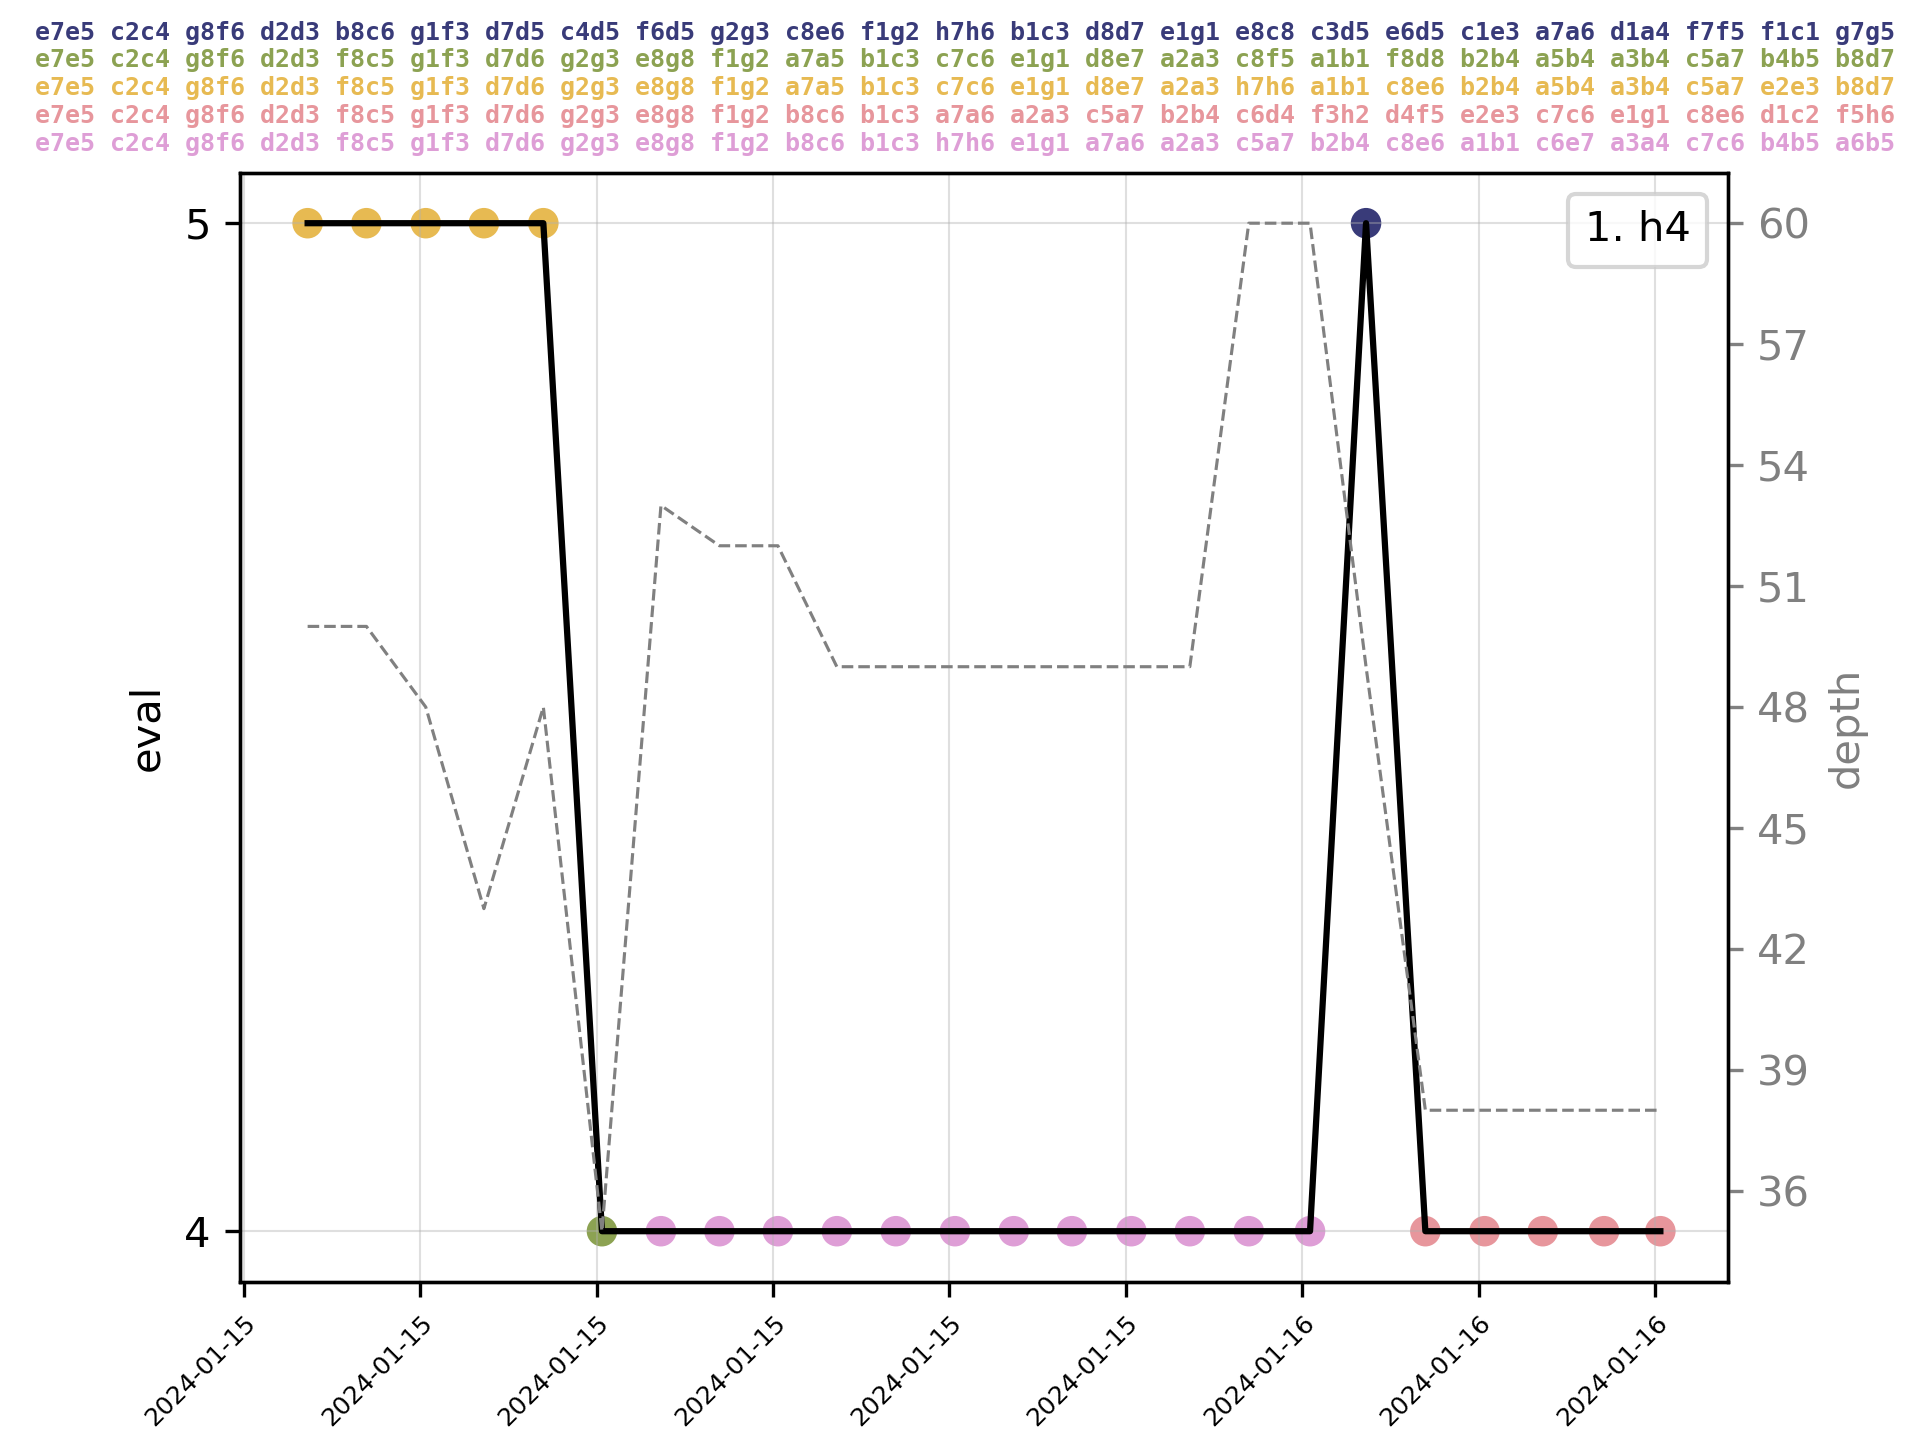 e7e5 c2c4 g8f6 d2d3 b8c6 g1f3 d7d5 c4d5 f6d5 g2g3 c8e6 f1g2 h7h6 b1c3 d8d7 e1g1 e8c8 c3d5 e6d5 c1e3 a7a6 d1a4 f7f5 f1c1 g7g5
e7e5 c2c4 g8f6 d2d3 f8c5 g1f3 d7d6 g2g3 e8g8 f1g2 a7a5 b1c3 c7c6 e1g1 d8e7 a2a3 c8f5 a1b1 f8d8 b2b4 a5b4 a3b4 c5a7 b4b5 b8d7
e7e5 c2c4 g8f6 d2d3 f8c5 g1f3 d7d6 g2g3 e8g8 f1g2 a7a5 b1c3 c7c6 e1g1 d8e7 a2a3 h7h6 a1b1 c8e6 b2b4 a5b4 a3b4 c5a7 e2e3 b8d7
e7e5 c2c4 g8f6 d2d3 f8c5 g1f3 d7d6 g2g3 e8g8 f1g2 b8c6 b1c3 a7a6 a2a3 c5a7 b2b4 c6d4 f3h2 d4f5 e2e3 c7c6 e1g1 c8e6 d1c2 f5h6
e7e5 c2c4 g8f6 d2d3 f8c5 g1f3 d7d6 g2g3 e8g8 f1g2 b8c6 b1c3 h7h6 e1g1 a7a6 a2a3 c5a7 b2b4 c8e6 a1b1 c6e7 a3a4 c7c6 b4b5 a6b5
1. h4
5
4
eval
60
57
54
51
48
45
42
39
36
depth
2024-01-15
2024-01-15
2024-01-15
2024-01-15
2024-01-15
2024-01-15
2024-01-16
2024-01-16
2024-01-16